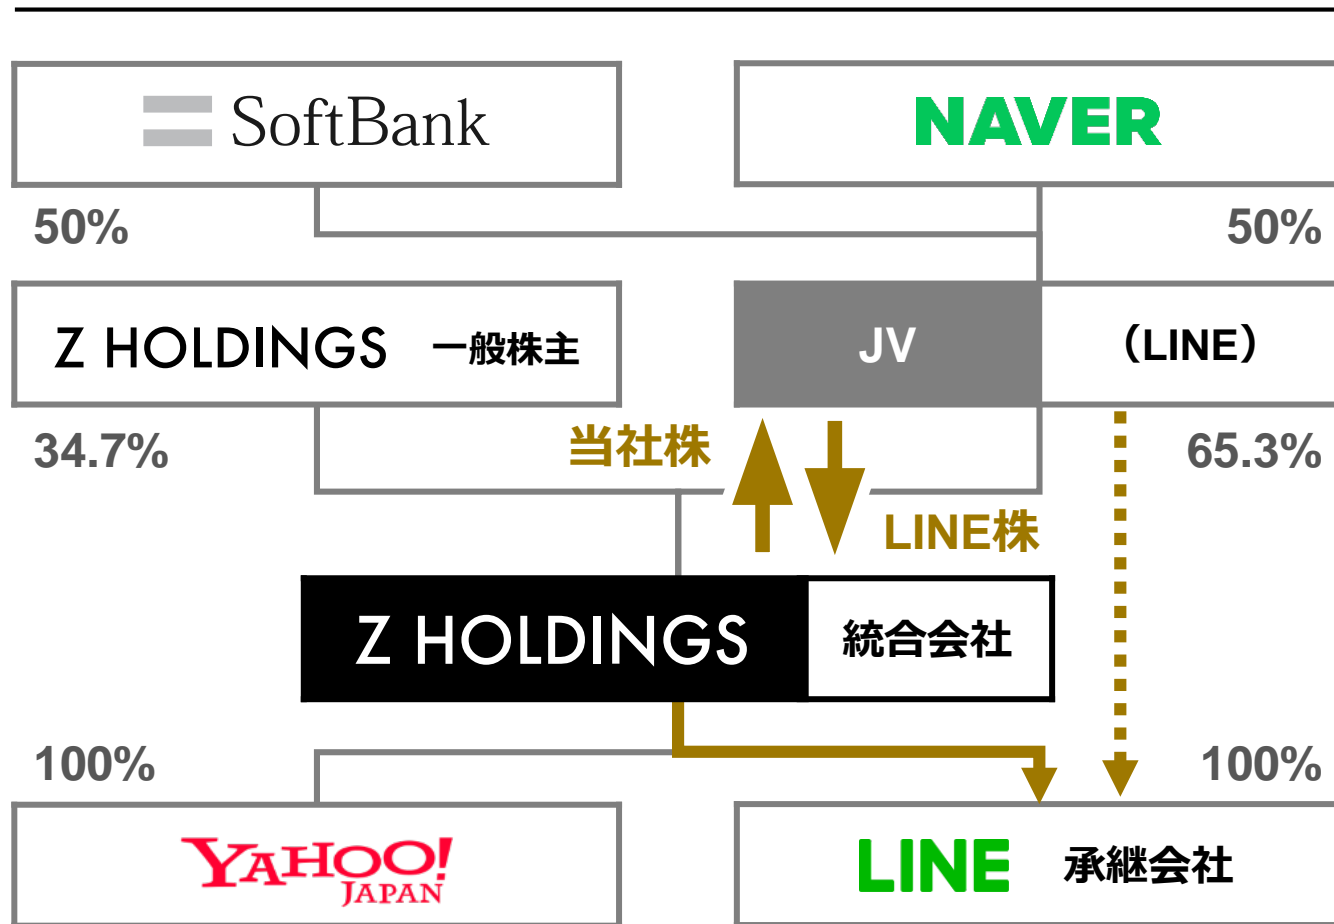 SoftBank
NAVER
50%
50%
Z HOLDINGS 一般株主
JV
（LINE）
34.7%
当社株
65.3%
LINE株
Z HOLDINGS
統合会社
100%
100%
YAHOO!
JAPAN
LINE 承継会社